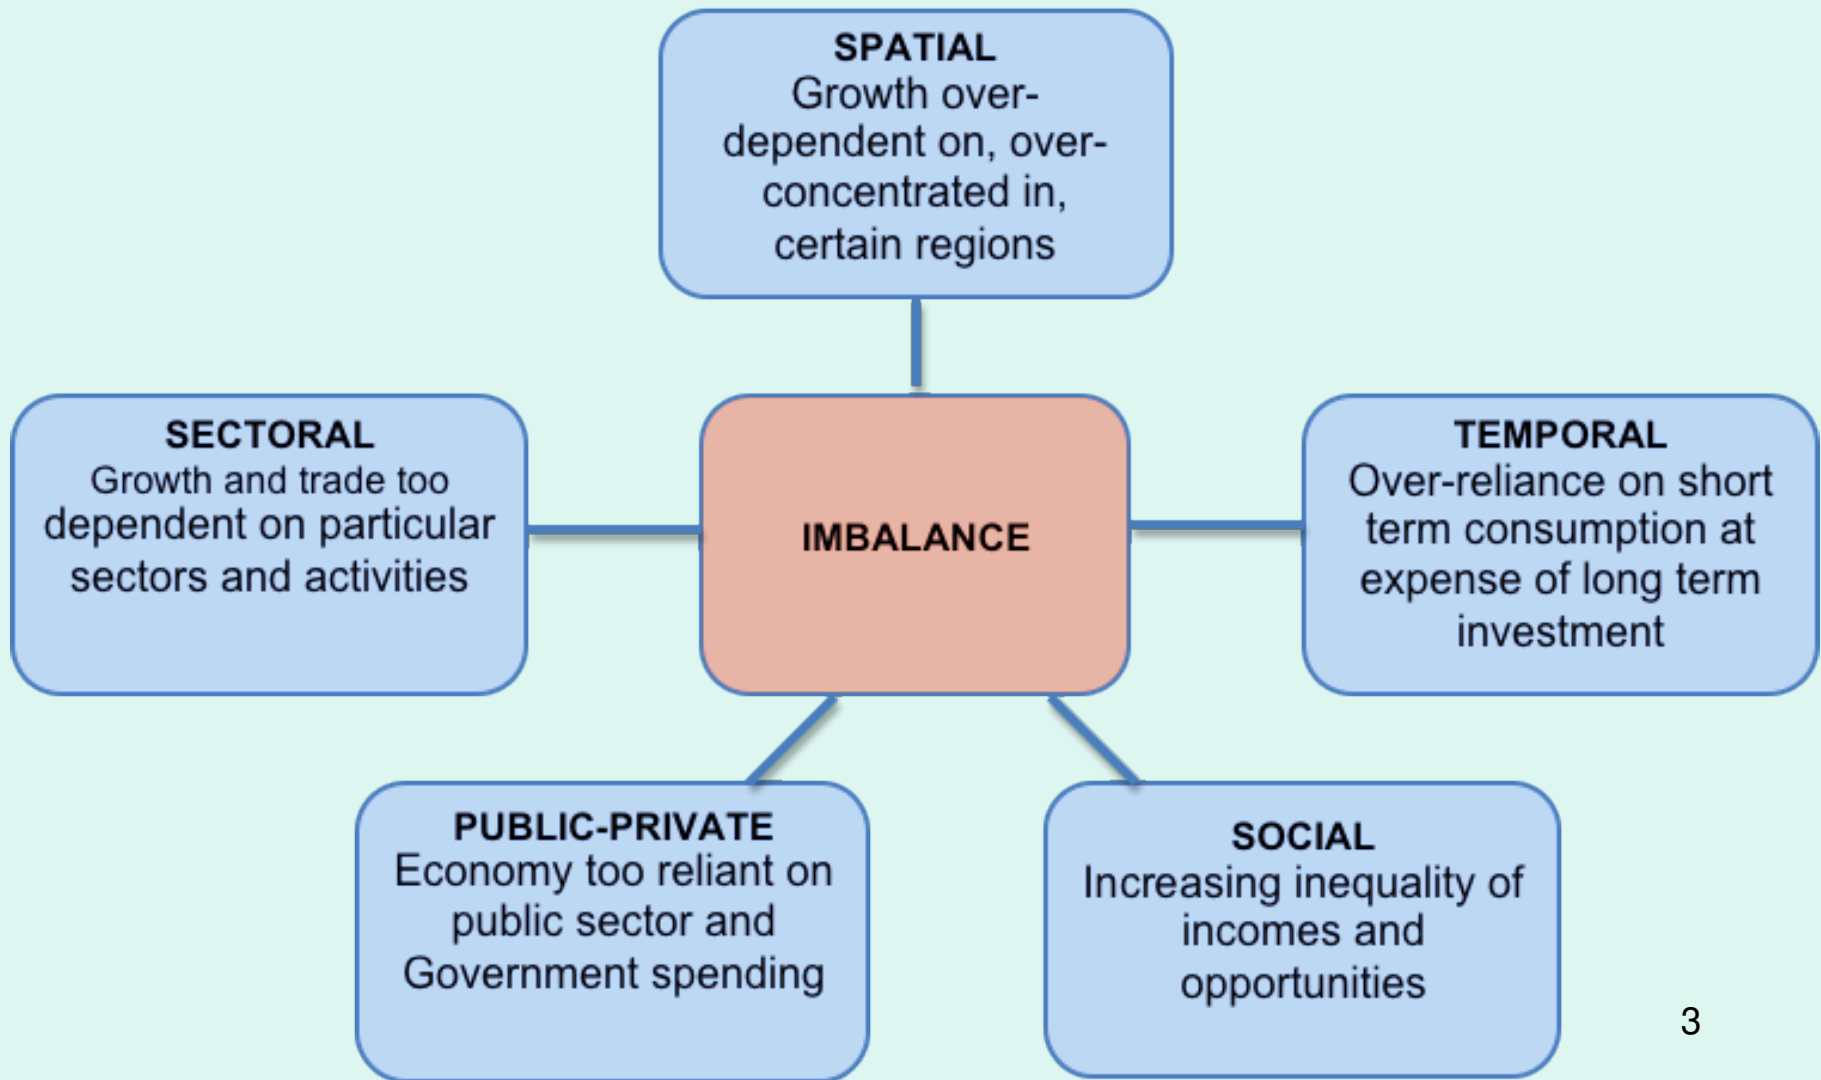 SPATIAL
Growth over-
dependent on, over-
concentrated in,
certain regions
SECTORAL
Growth and trade too
dependent on particular
sectors and activities
IMBALANCE
TEMPORAL
Over-reliance on short
term consumption at
expense of long term
investment
PUBLIC-PRIVATE
Economy too reliant on
public sector and
Government spending
SOCIAL
Increasing inequality of
incomes and
opportunities
3